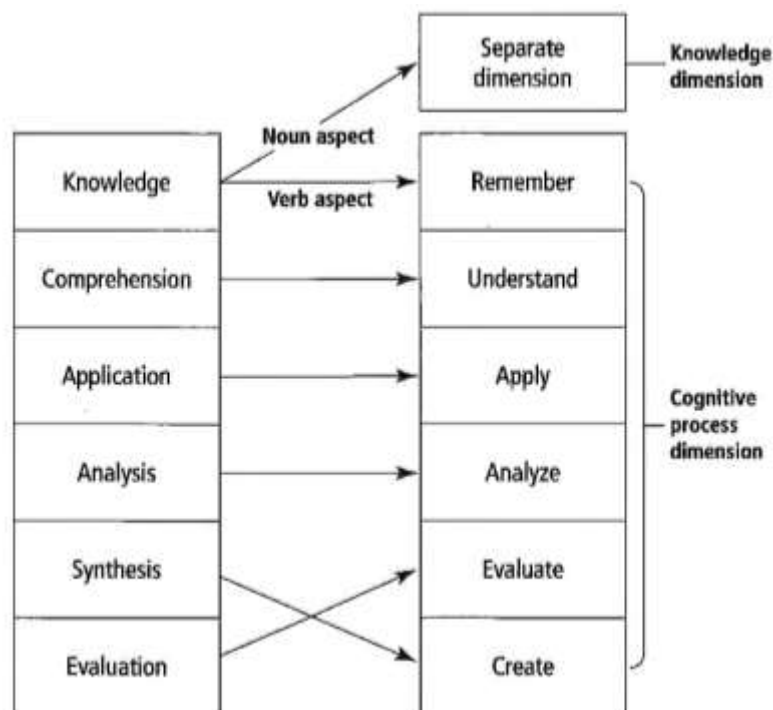 Separate
dimension
Knowledge
dimension
Noun aspect
Verb aspect
Knowledge
Comprehension
Application
Analysis
Synthesis
Evaluation
Remember
Understand
Apply
Analyze
Evaluate
Create
Cognitive
process
dimension